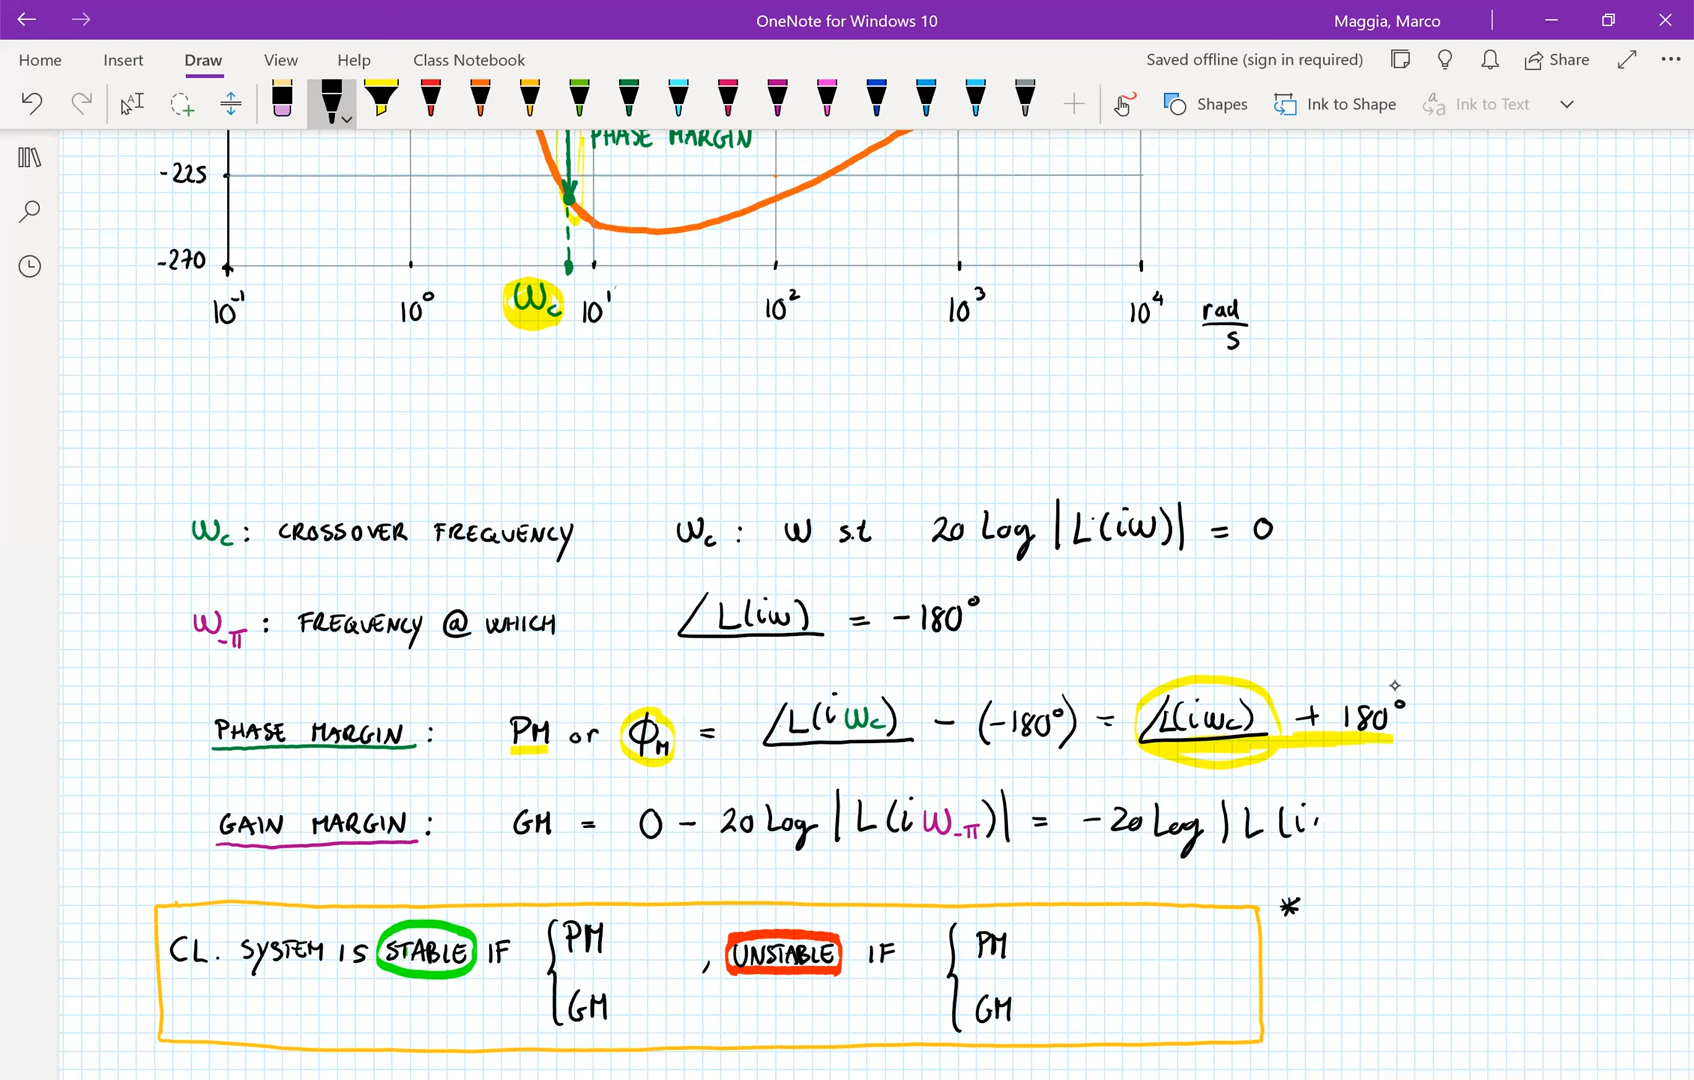 OneNote for Windows 10
Maggia, Marco
Home Insert Draw View Help Class Notebook
Saved offline (sign in required) Share
Shapes Ink to Shape Ink to Text
PHASE MARGIN
-225
-270
10⁻¹ 10⁰ ωc 10¹ 10² 10³ 10⁴ rad/s
ωc : CROSSOVER FREQUENCY ωc : ω s.t 20 Log |L(iω)| = 0
ω-π : FREQUENCY @ WHICH ∠L(iω) = -180°
PHASE MARGIN : PM or ϕM = ∠L(iωc) - (-180°) = ∠L(iωc) + 180°
GAIN MARGIN : GM = 0 - 20 Log |L(iω-π)| = -20 Log |L(i
CL. SYSTEM IS STABLE IF { PM GM , UNSTABLE IF { PM GM *